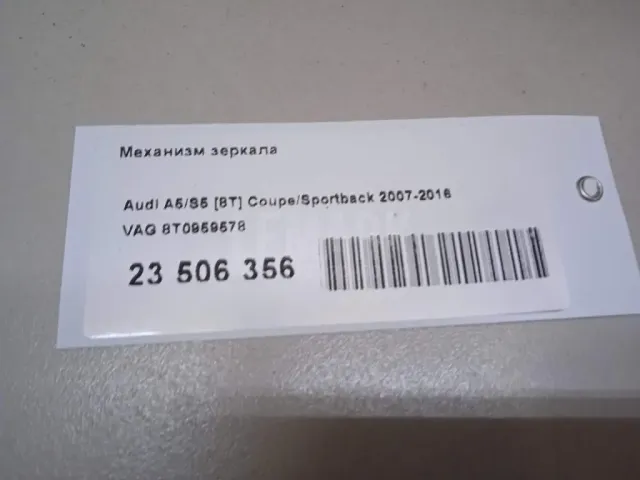 Механизм зеркала
Audi A5/S5 [8T] Coupe/Sportback 2007-2016
VAG 8T0959578
23 506 356